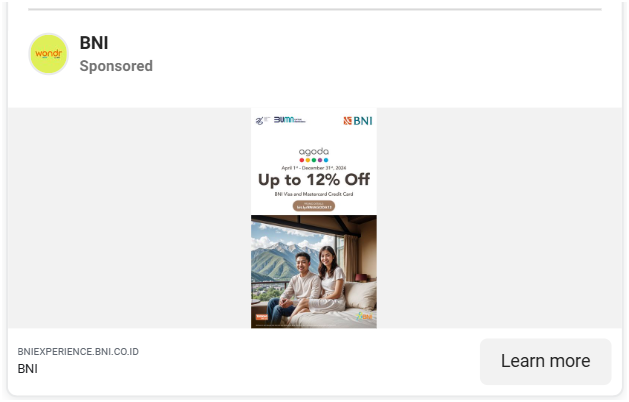 wondr
BNI
Sponsored
BUMN
BNI
agoda
April 1st - December 31st, 2024
Up to 12% Off
BNI Visa and Mastercard Credit Card
BNIEXPERIENCE.BNI.CO.ID
BNI
Learn more